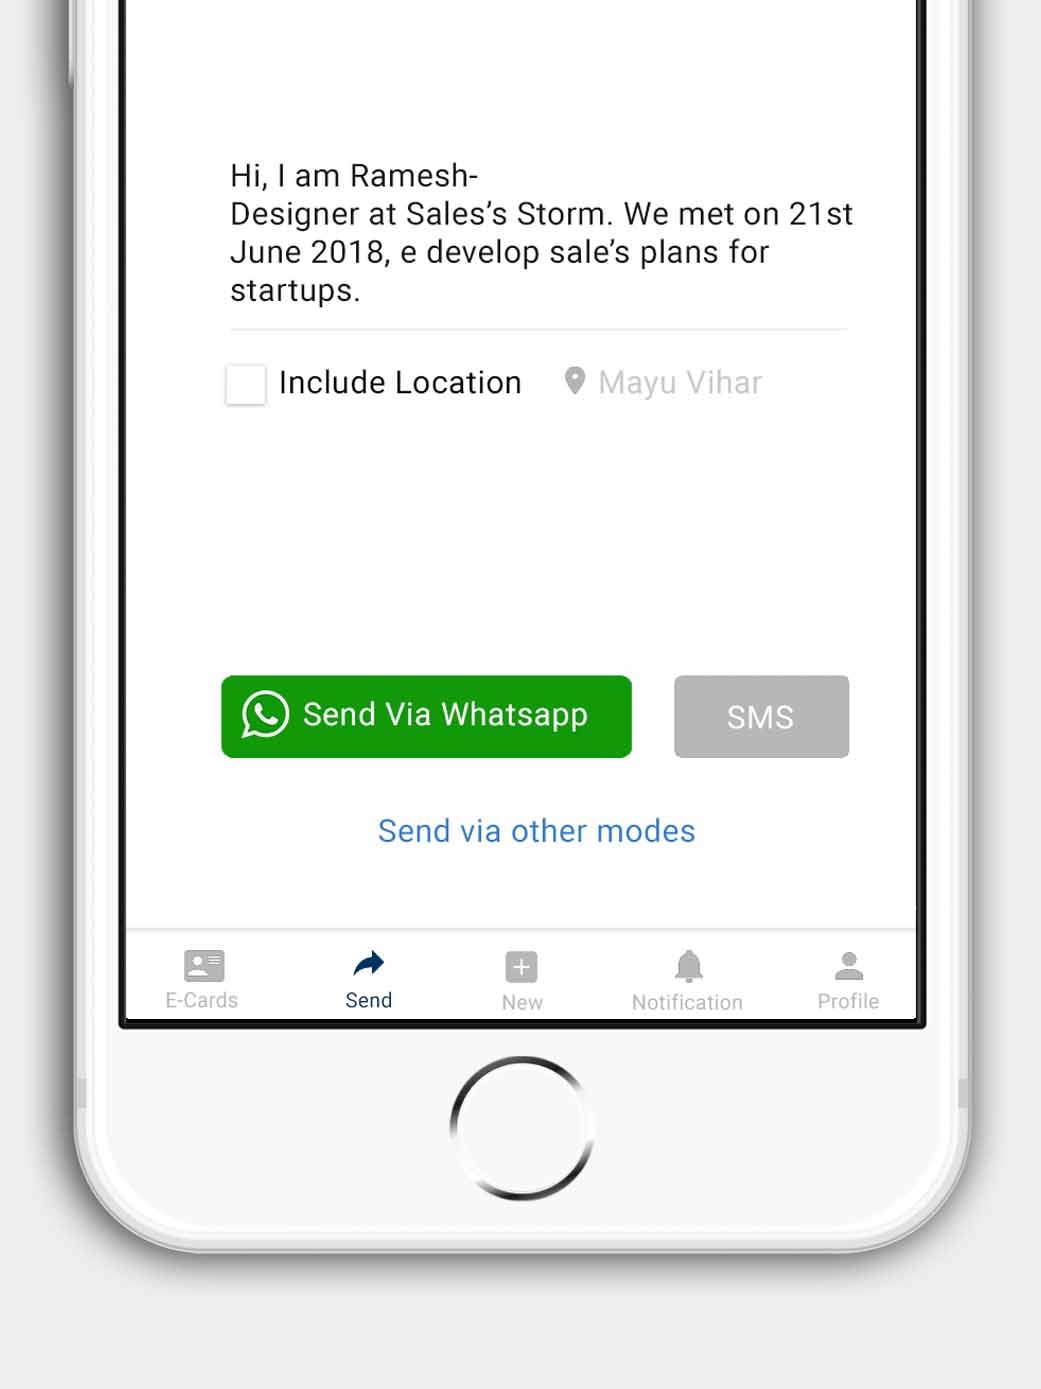 Hi, I am Ramesh-
Designer at Sales’s Storm. We met on 21st
June 2018, e develop sale’s plans for
startups.
Include Location
Mayu Vihar
Send Via Whatsapp
SMS
Send via other modes
E-Cards
Send
New
Notification
Profile